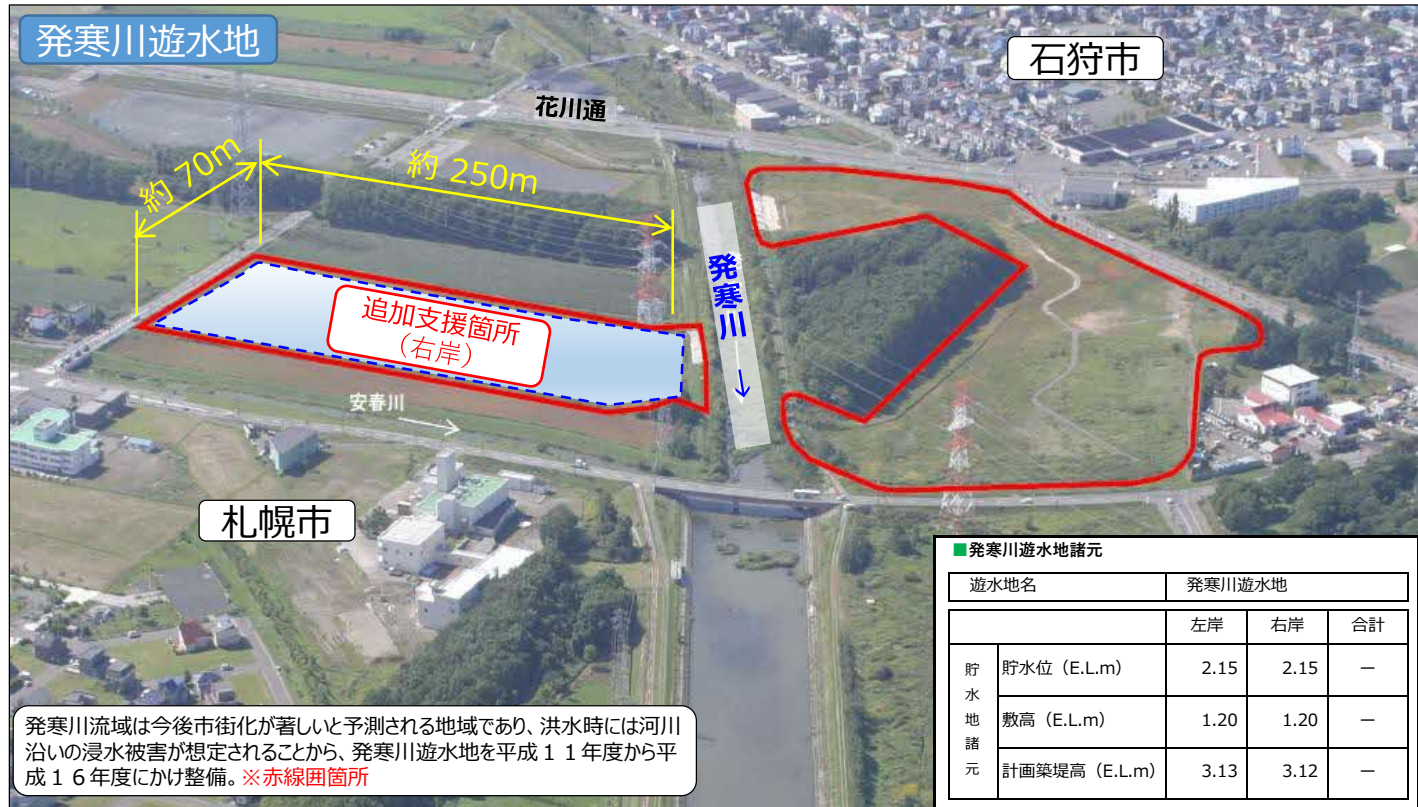 発寒川遊水地
石狩市
花川通
約 70m
約 250m
発寒川
追加支援箇所
（右岸）
安春川
札幌市
発寒川流域は今後市街化が著しいと予測される地域であり、洪水時には河川
沿いの浸水被害が想定されることから、発寒川遊水地を平成１１年度から平
成１６年度にかけ整備。※赤線囲箇所
■発寒川遊水地諸元
遊水地名 発寒川遊水地
左岸 右岸 合計
貯水地諸元
貯水位（E.L.m） 2.15 2.15 －
敷高（E.L.m） 1.20 1.20 －
計画築堤高（E.L.m） 3.13 3.12 －